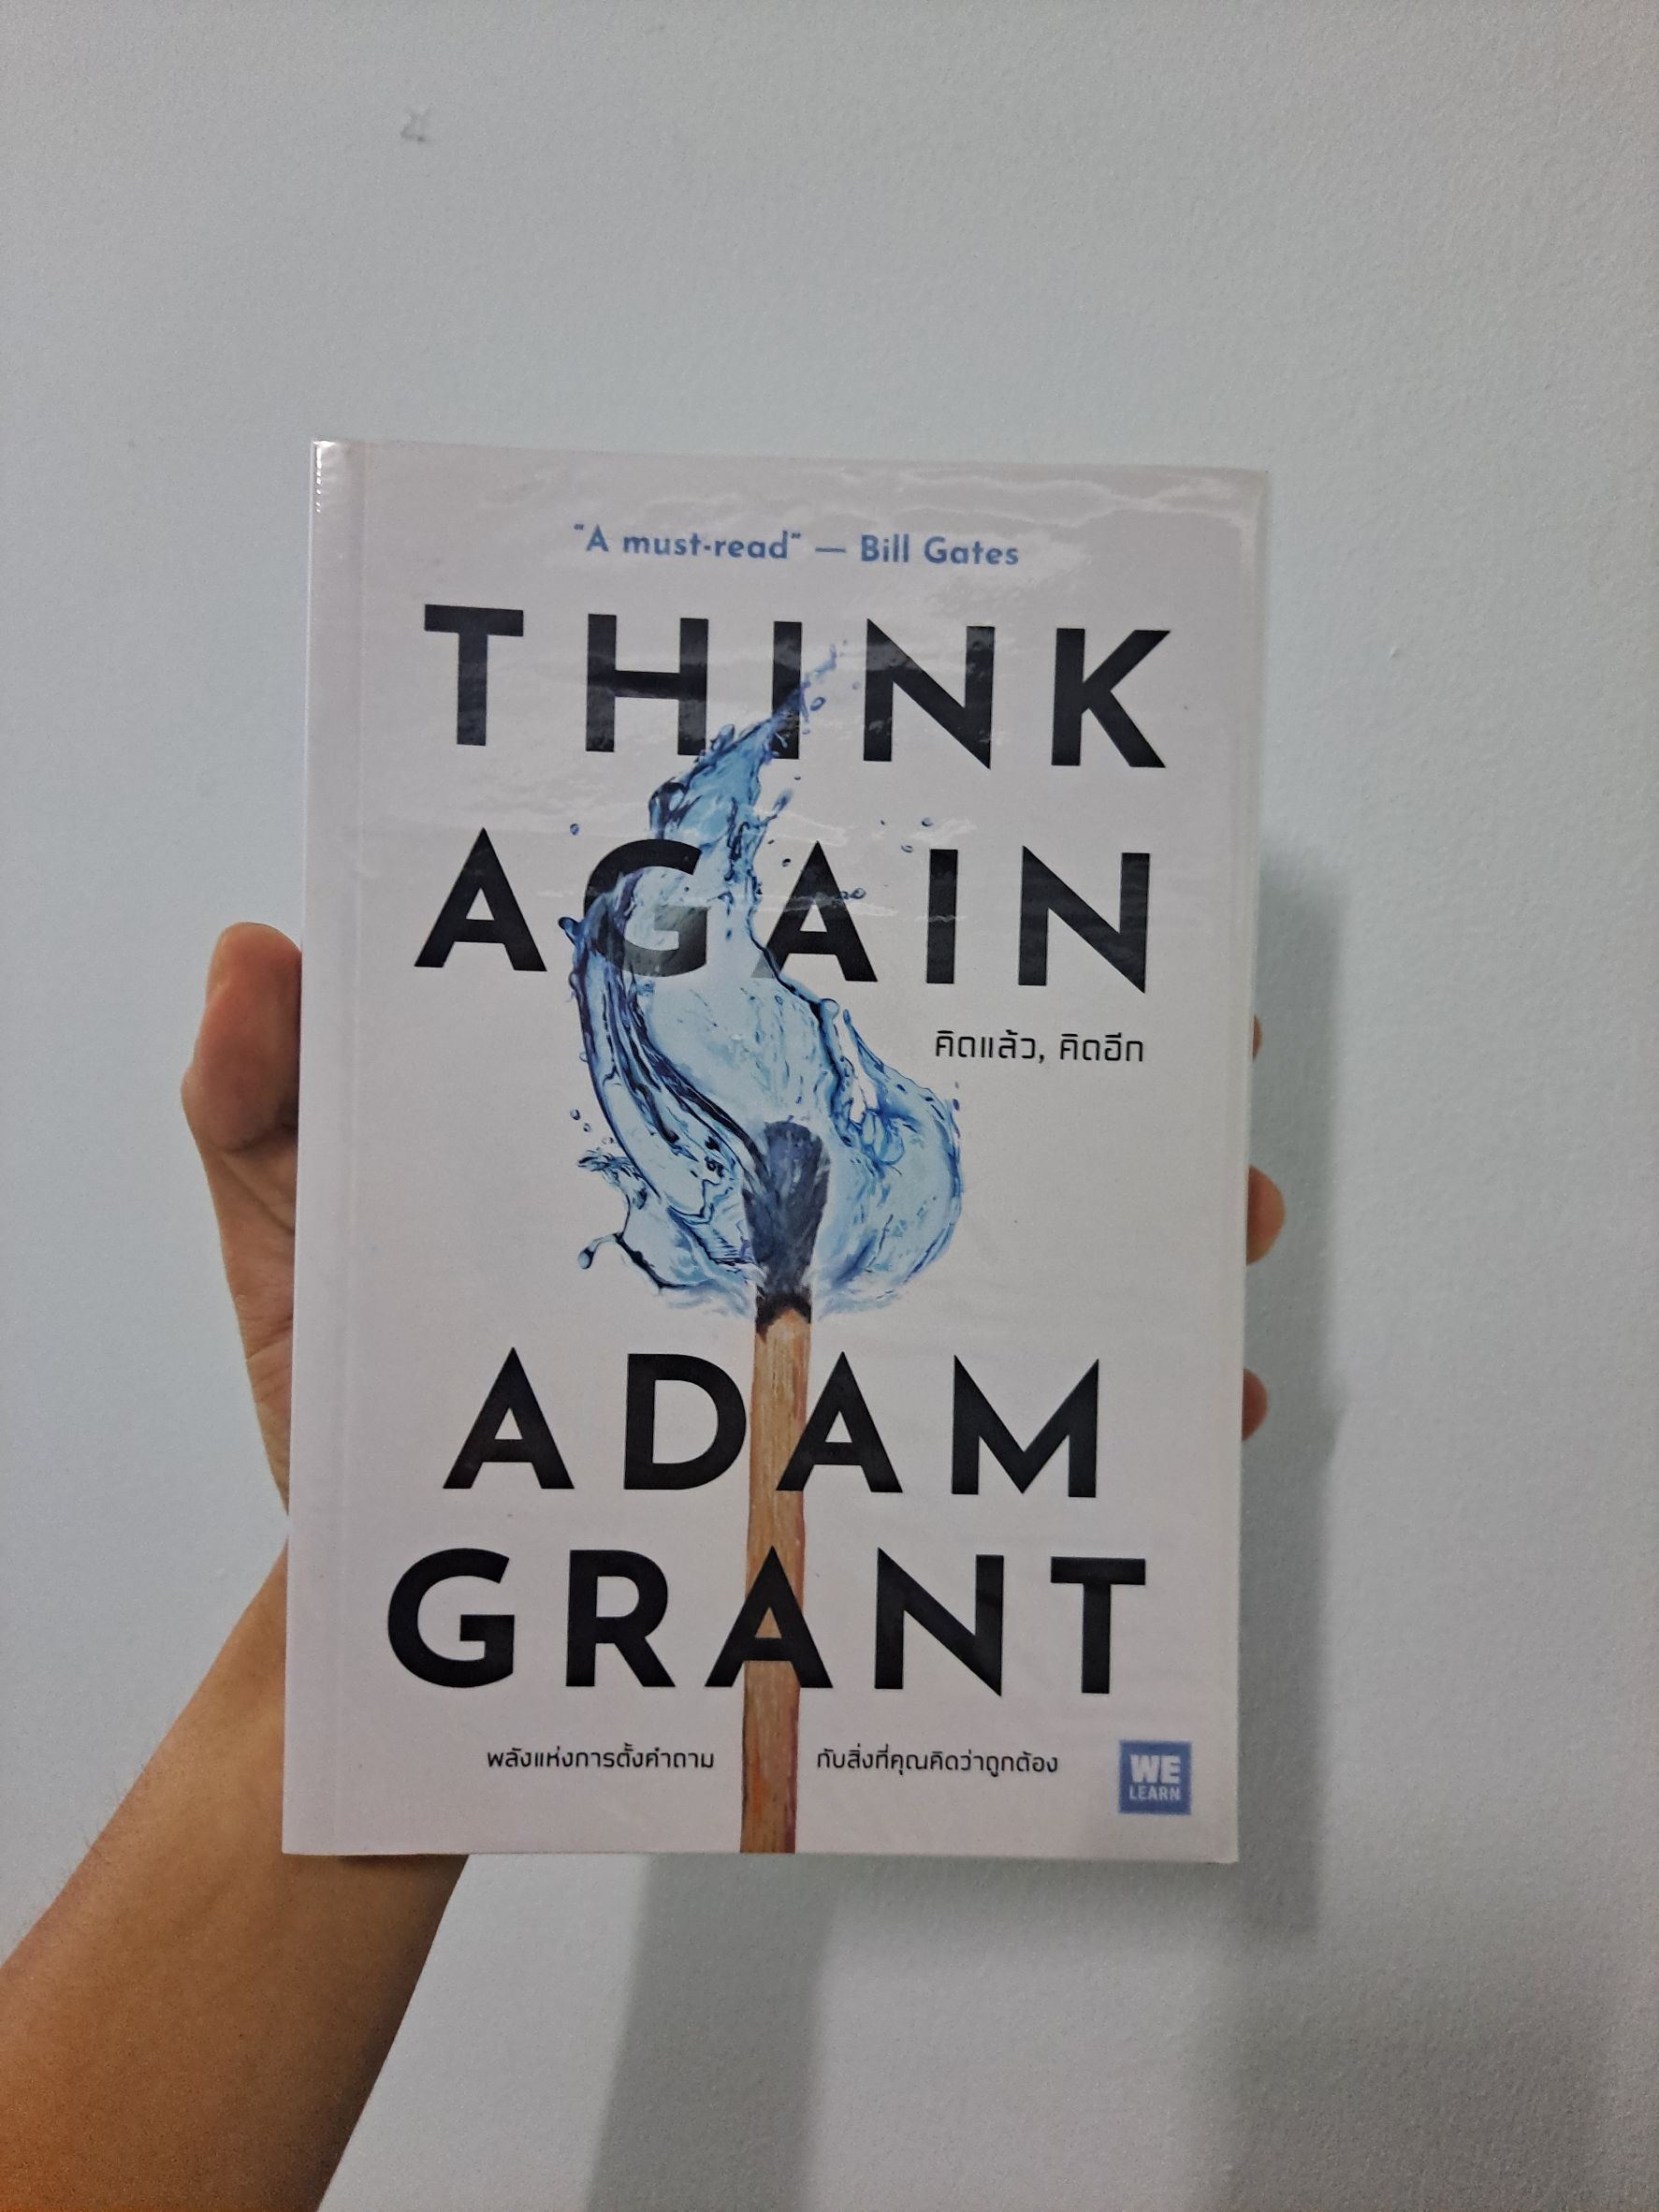 "A must-read" — Bill Gates
THINK
AGAIN
คิดแล้ว, คิดอีก
ADAM
GRANT
พลังแห่งการตั้งคำถาม กับสิ่งที่คุณคิดว่าถูกต้อง
WE
LEARN